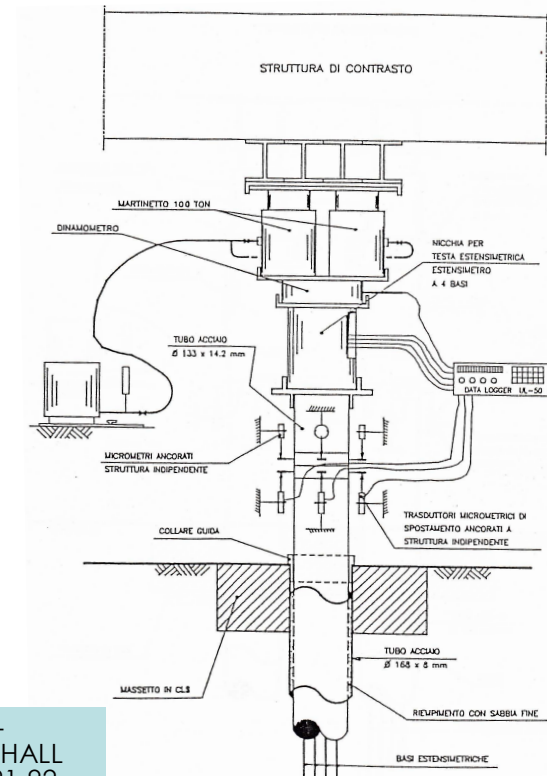 STRUTTURA DI CONTRASTO
MARTINETTO 100 TON
DINAMOMETRO
NICCHIA PER
TESTA ESTENSIMETRICA
ESTENSIMETRO
A 4 BASI
TUBO ACCIAIO
Ø 133 x 14.2 mm
DATA LOGGER UL-50
MICROMETRI ANCORATI
STRUTTURA INDIPENDENTE
TRASDUTTORI MICROMETRICI DI
SPOSTAMENTO ANCORATI A
STRUTTURA INDIPENDENTE
COLLARE GUIDA
TUBO ACCIAIO
Ø 168 x 8 mm
MASSETTO IN CLS
RIEMPIMENTO CON SABBIA FINE
HALL
BASI ESTENSIMETRICHE